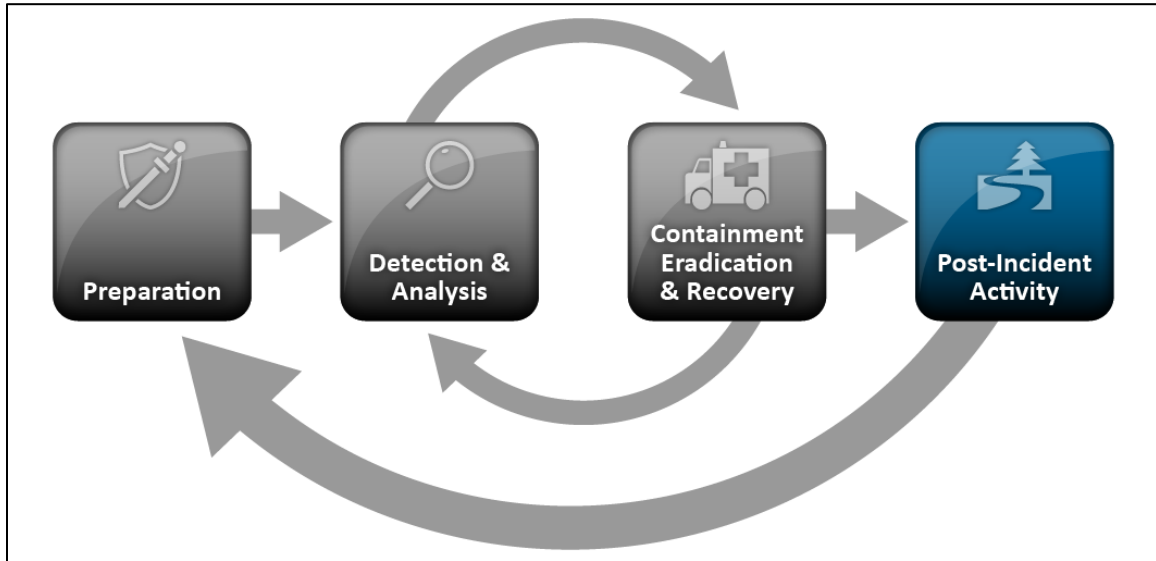 Preparation
Detection &
Analysis
Containment
Eradication
& Recovery
Post-Incident
Activity